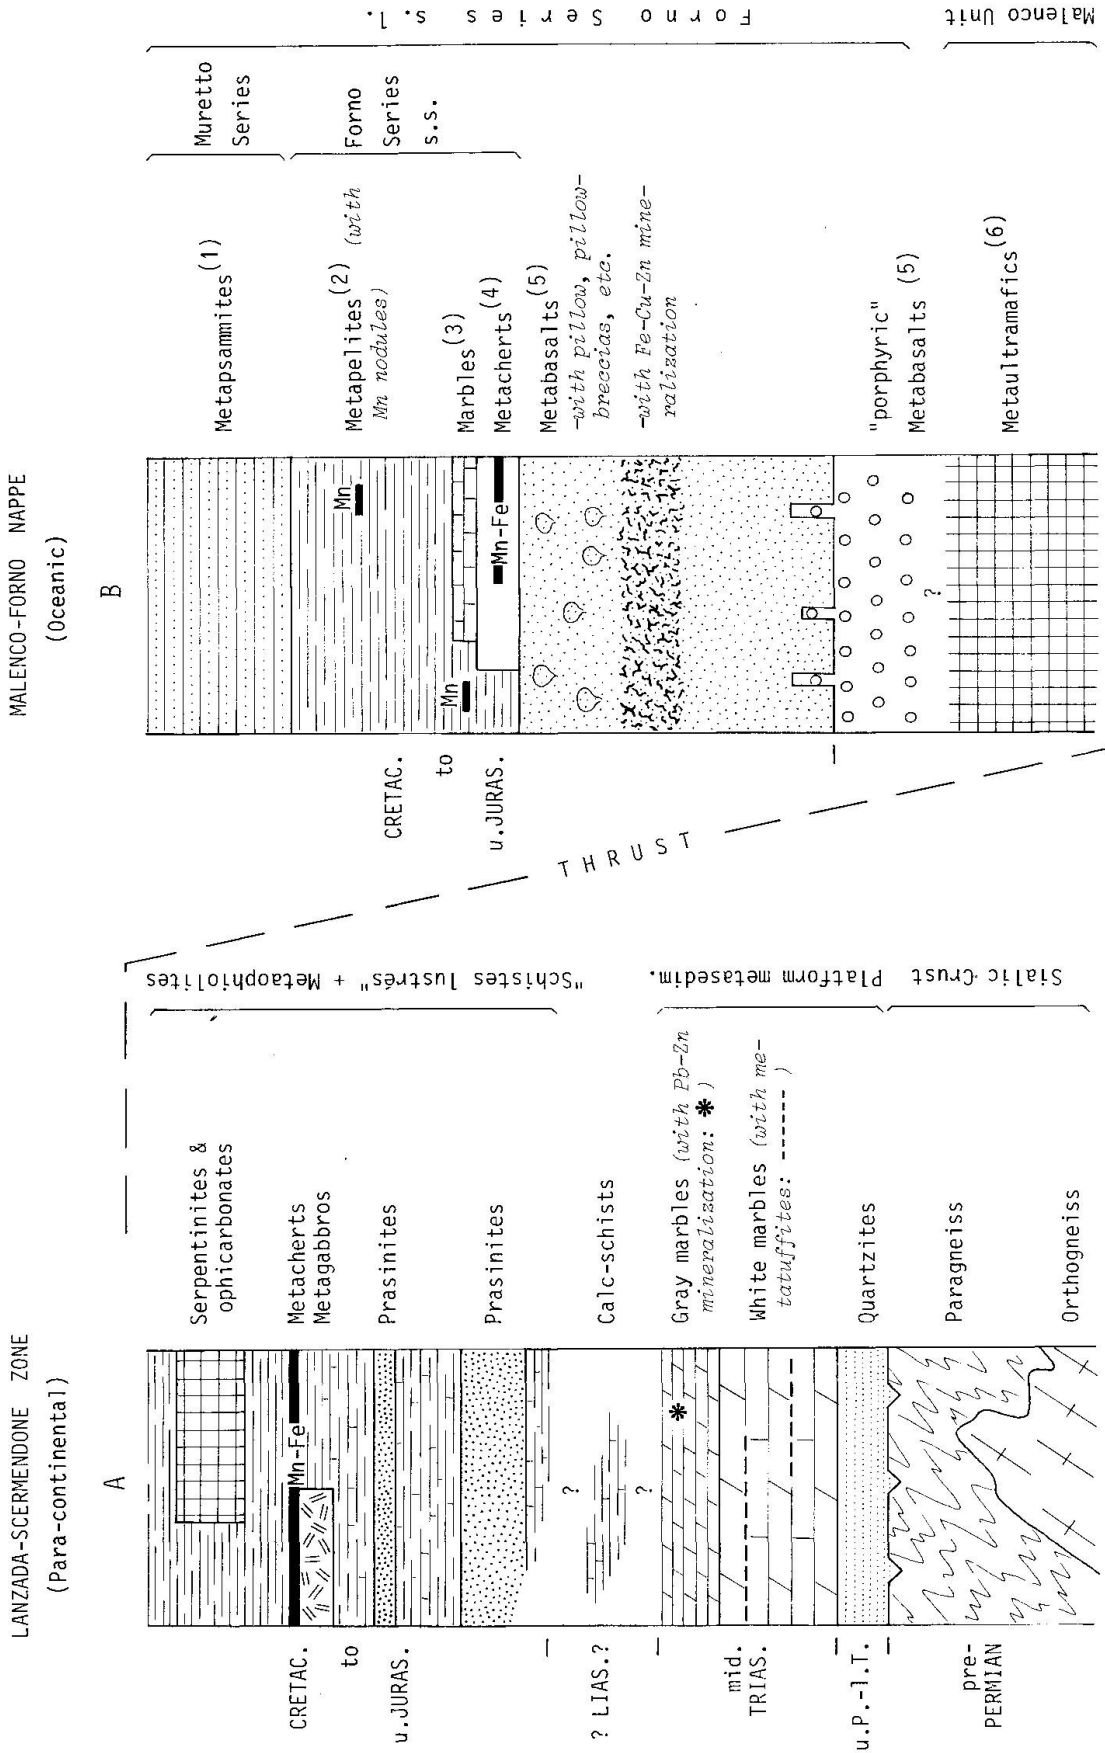 LANZADA-SCERMENDONE ZONE
(Para-continental)
A
CRETAC.
to
u.JURAS.
? LIAS.?
mid.
TRIAS.
u.P.-l.T.
pre-
PERMIAN
Mn-Fe
?
?
Serpentinites &
ophicarbonates
Metacherts
Metagabbros
Prasinites
Prasinites
Calc-schists
Gray marbles (with Pb-Zn
mineralization: ✱ )
White marbles (with me-
tatuffites: ------ )
Quartzites
Paragneiss
Orthogneiss
"Schistes lustrés" + Metaophiolites
Platform metasedim.
Sialic Crust
THRUST
MALENCO-FORNO NAPPE
(Oceanic)
B
CRETAC.
to
u.JURAS.
Mn
Mn
Mn-Fe
?
Metapsammites(1)
Metapelites(2) (with
Mn nodules)
Marbles(3)
Metacherts(4)
Metabasalts(5)
-with pillow, pillow-
breccias, etc.
-with Fe-Cu-Zn mine-
ralization
"porphyric"
Metabasalts(5)
Metaultramafics(6)
Muretto
Series
Forno
Series
s.s.
Forno Series s.l.
Malenco Unit